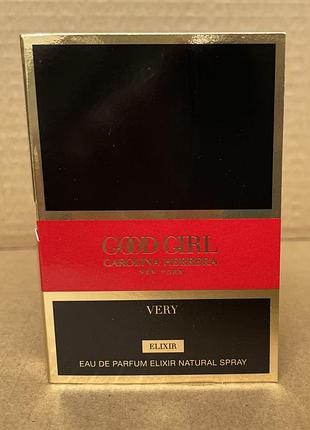 GOOD GIRL
CAROLINA HERRERA
NEW YORK
VERY
ELIXIR
EAU DE PARFUM ELIXIR NATURAL SPRAY